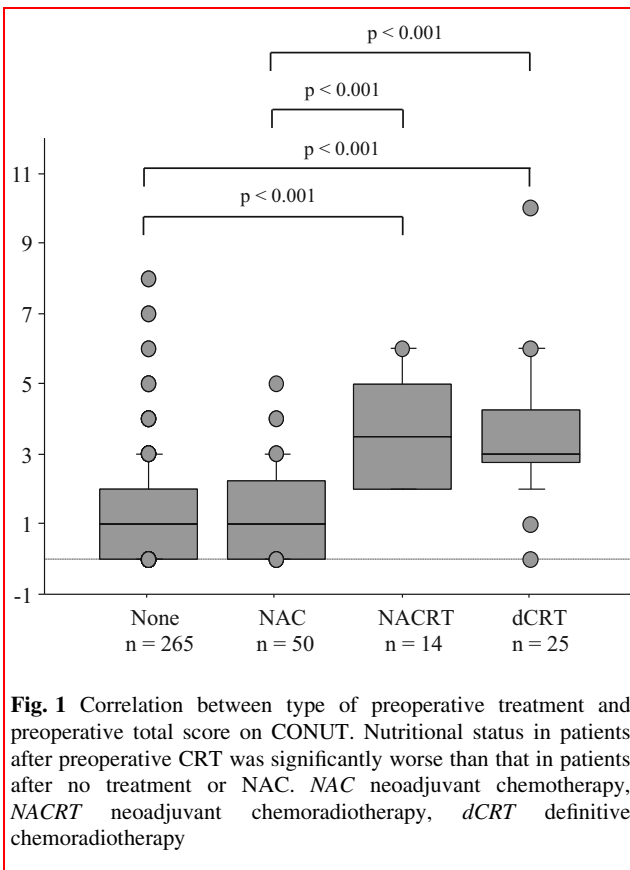 p < 0.001
p < 0.001
p < 0.001
p < 0.001
11
9
7
5
3
1
-1
None
n = 265
NAC
n = 50
NACRT
n = 14
dCRT
n = 25
Fig. 1 Correlation between type of preoperative treatment and
preoperative total score on CONUT. Nutritional status in patients
after preoperative CRT was significantly worse than that in patients
after no treatment or NAC. NAC neoadjuvant chemotherapy,
NACRT neoadjuvant chemoradiotherapy, dCRT definitive
chemoradiotherapy